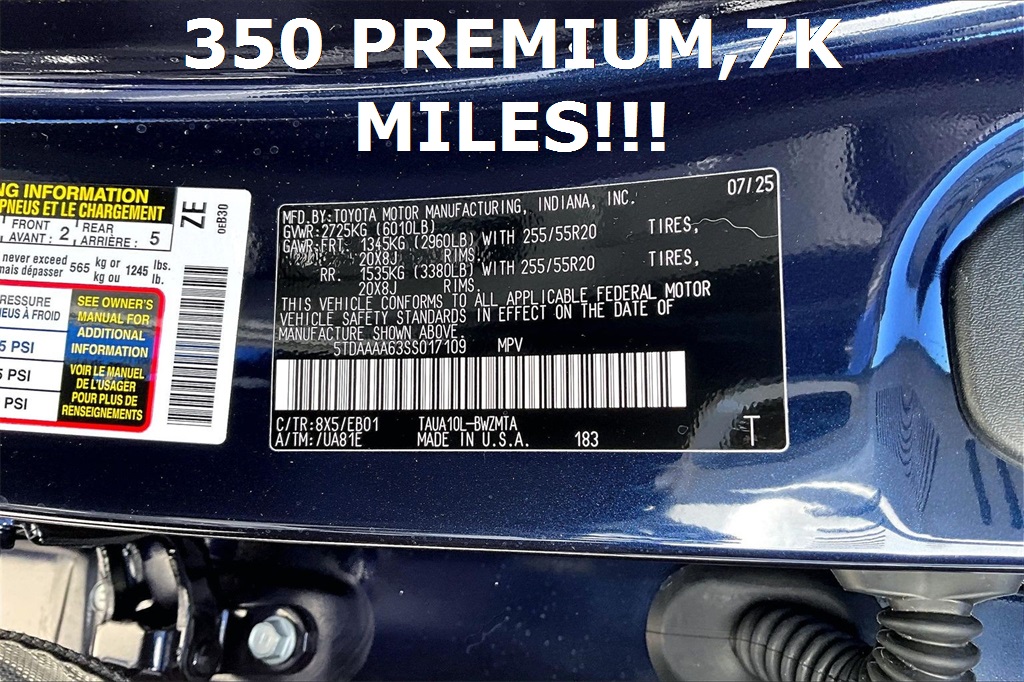 350 PREMIUM,7K
MILES!!!
NG INFORMATION
PNEUS ET LE CHARGEMENT
FRONT
AVANT: 2
REAR
ARRIÈRE: 5
never exceed
mais dépasser
565 kg or
kg ou
1245 lbs.
lb.
PRESSURE
NEUS À FROID
5 PSI
5 PSI
PSI
SEE OWNER'S
MANUAL FOR
ADDITIONAL
INFORMATION
VOIR LE MANUEL
DE L'USAGER
POUR PLUS DE
RENSEIGNEMENTS
ZE
0EB30
07/25
MFD.BY:TOYOTA MOTOR MANUFACTURING, INDIANA, INC.
GVWR:2725KG (6010LB)
GAWR:FRT. 1345KG (2960LB) WITH 255/55R20 TIRES,
20X8J RIMS.
RR. 1535KG (3380LB) WITH 255/55R20 TIRES,
20X8J RIMS.
THIS VEHICLE CONFORMS TO ALL APPLICABLE FEDERAL MOTOR
VEHICLE SAFETY STANDARDS IN EFFECT ON THE DATE OF
MANUFACTURE SHOWN ABOVE.
5TDAAAA63SS017109 MPV
C/TR:8X5/EB01 TAUA10L-BWZMTA
A/TM:/UA81E MADE IN U.S.A. 183 T